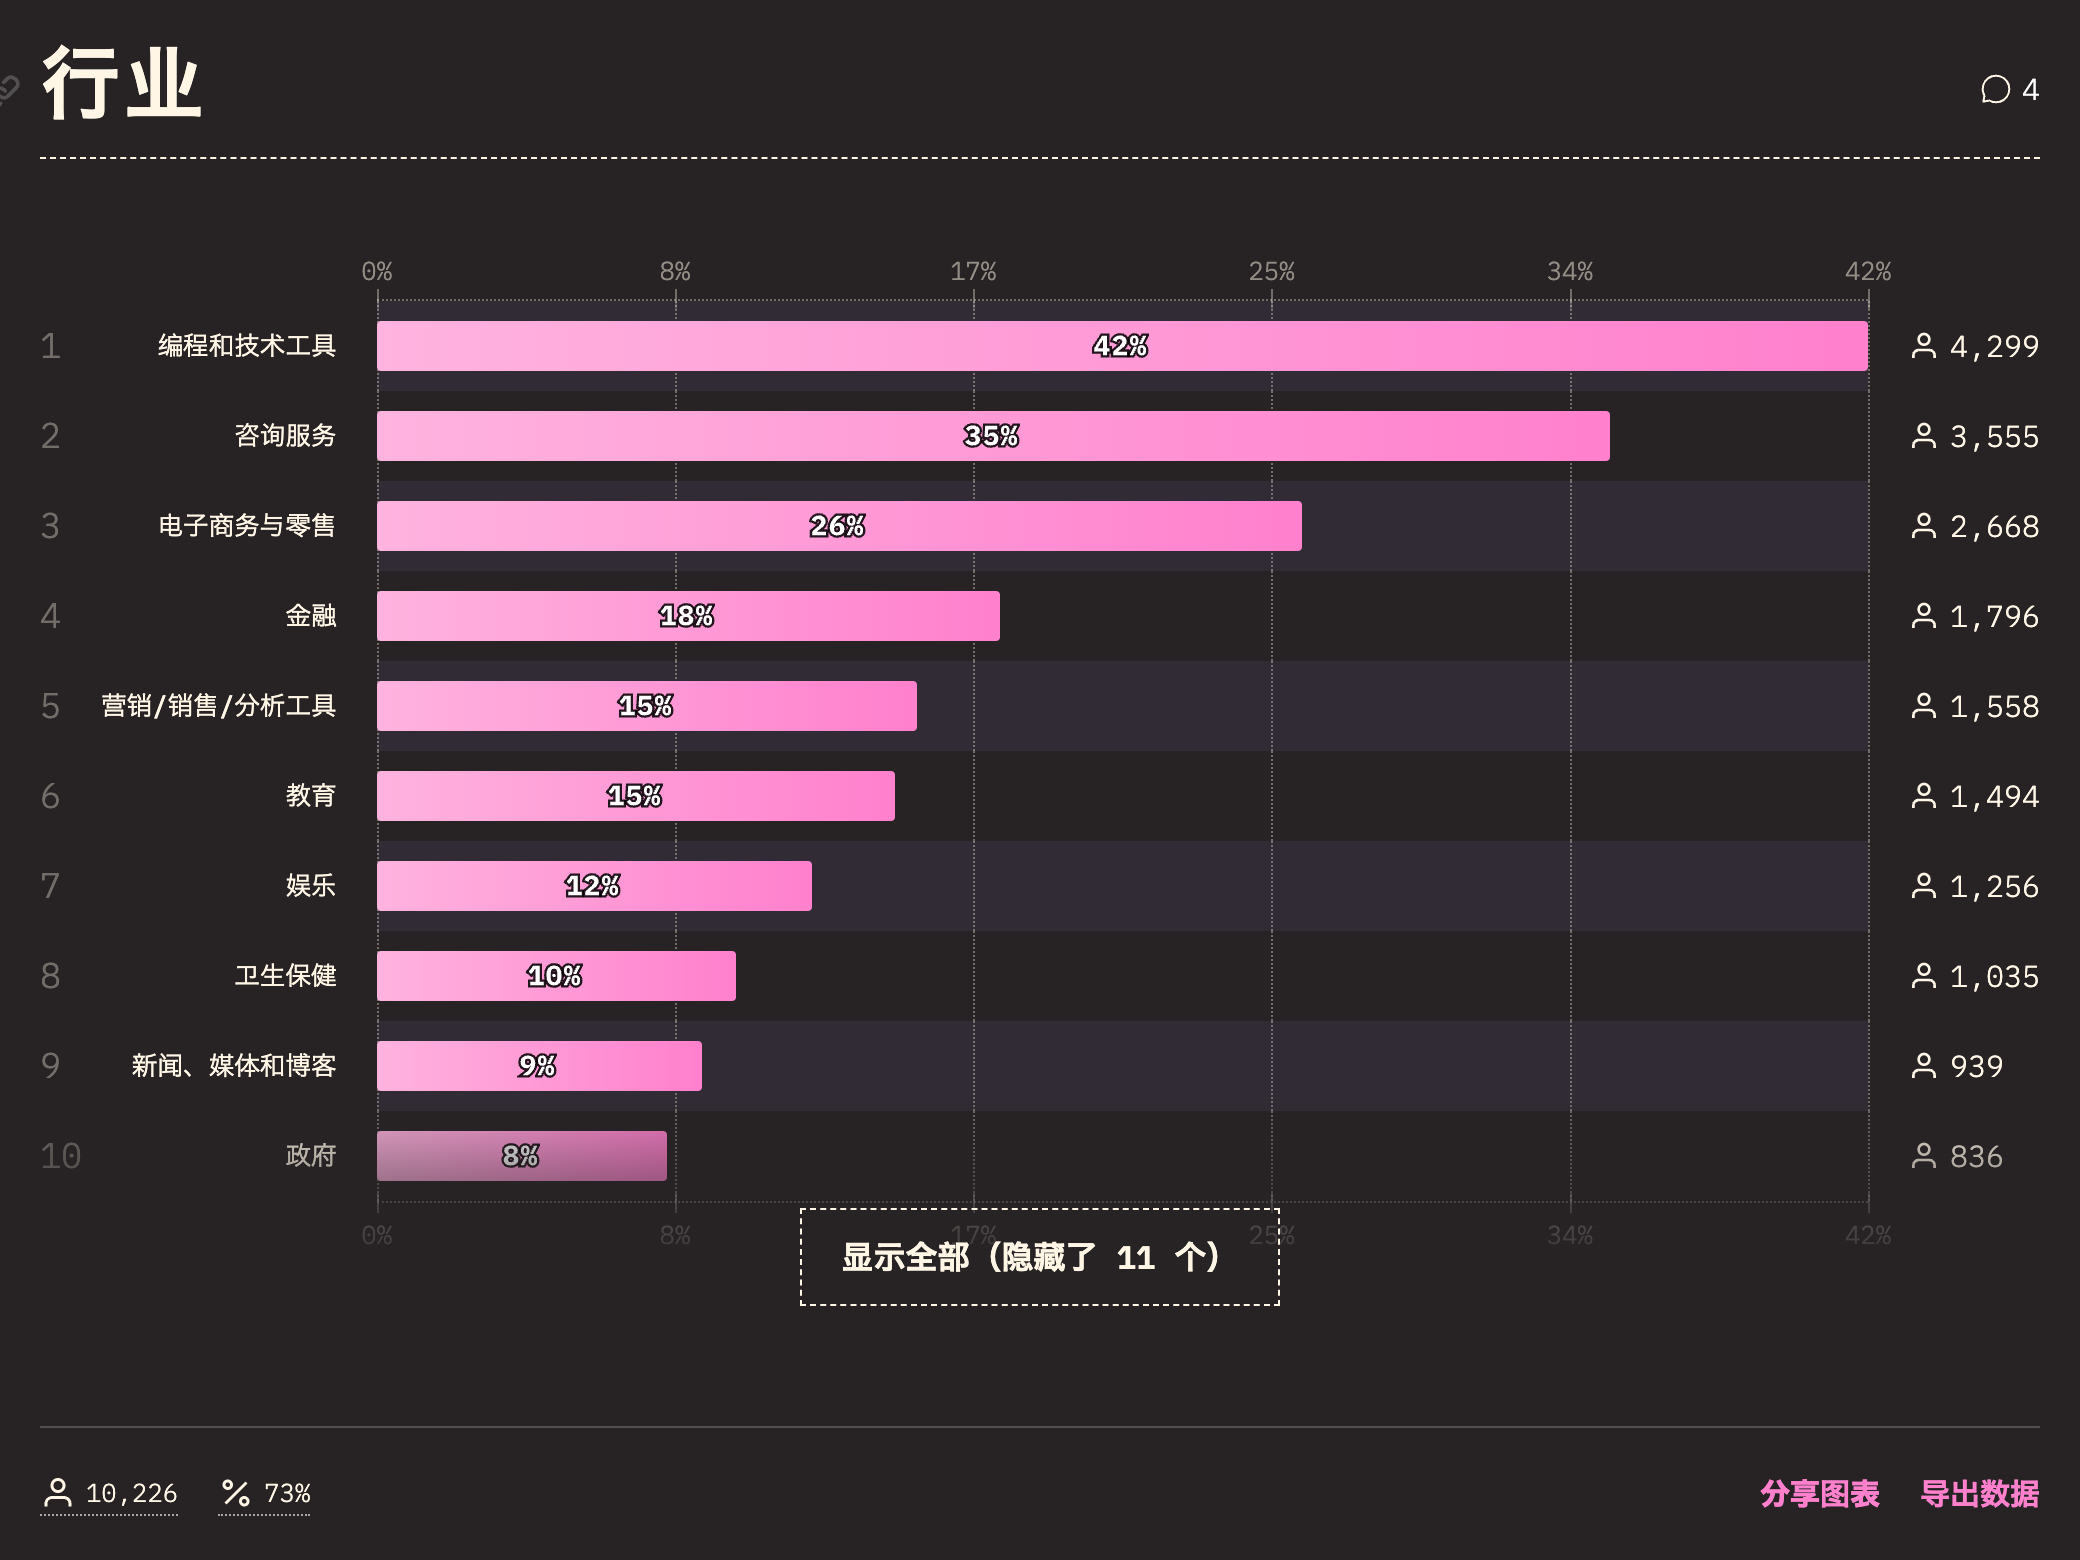 行业
4
0% 8% 17% 25% 34% 42%
1 编程和技术工具 42% 4,299
2 咨询服务 35% 3,555
3 电子商务与零售 26% 2,668
4 金融 18% 1,796
5 营销/销售/分析工具 15% 1,558
6 教育 15% 1,494
7 娱乐 12% 1,256
8 卫生保健 10% 1,035
9 新闻、媒体和博客 9% 939
10 政府 8% 836
0% 8% 17% 25% 34% 42%
显示全部（隐藏了 11 个）
10,226 % 73%
分享图表 导出数据